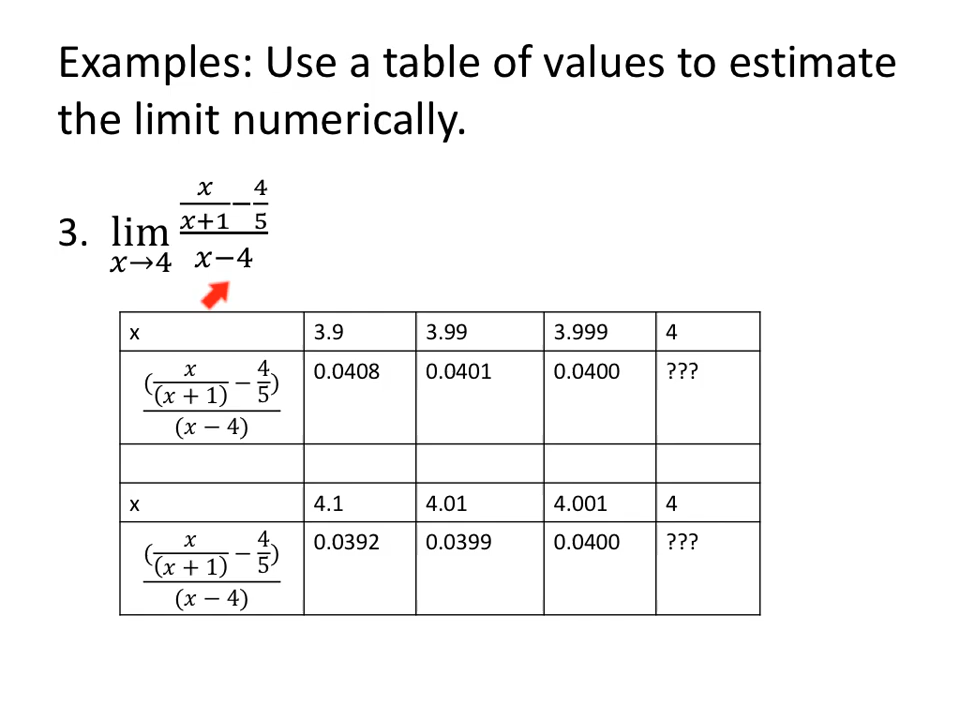 Examples: Use a table of values to estimate
the limit numerically.
3. lim x→4 (x/(x+1) − 4/5)/(x−4)
x 3.9 3.99 3.999 4
(x/(x + 1) − 4/5)/(x − 4) 0.0408 0.0401 0.0400 ???
x 4.1 4.01 4.001 4
(x/(x + 1) − 4/5)/(x − 4) 0.0392 0.0399 0.0400 ???